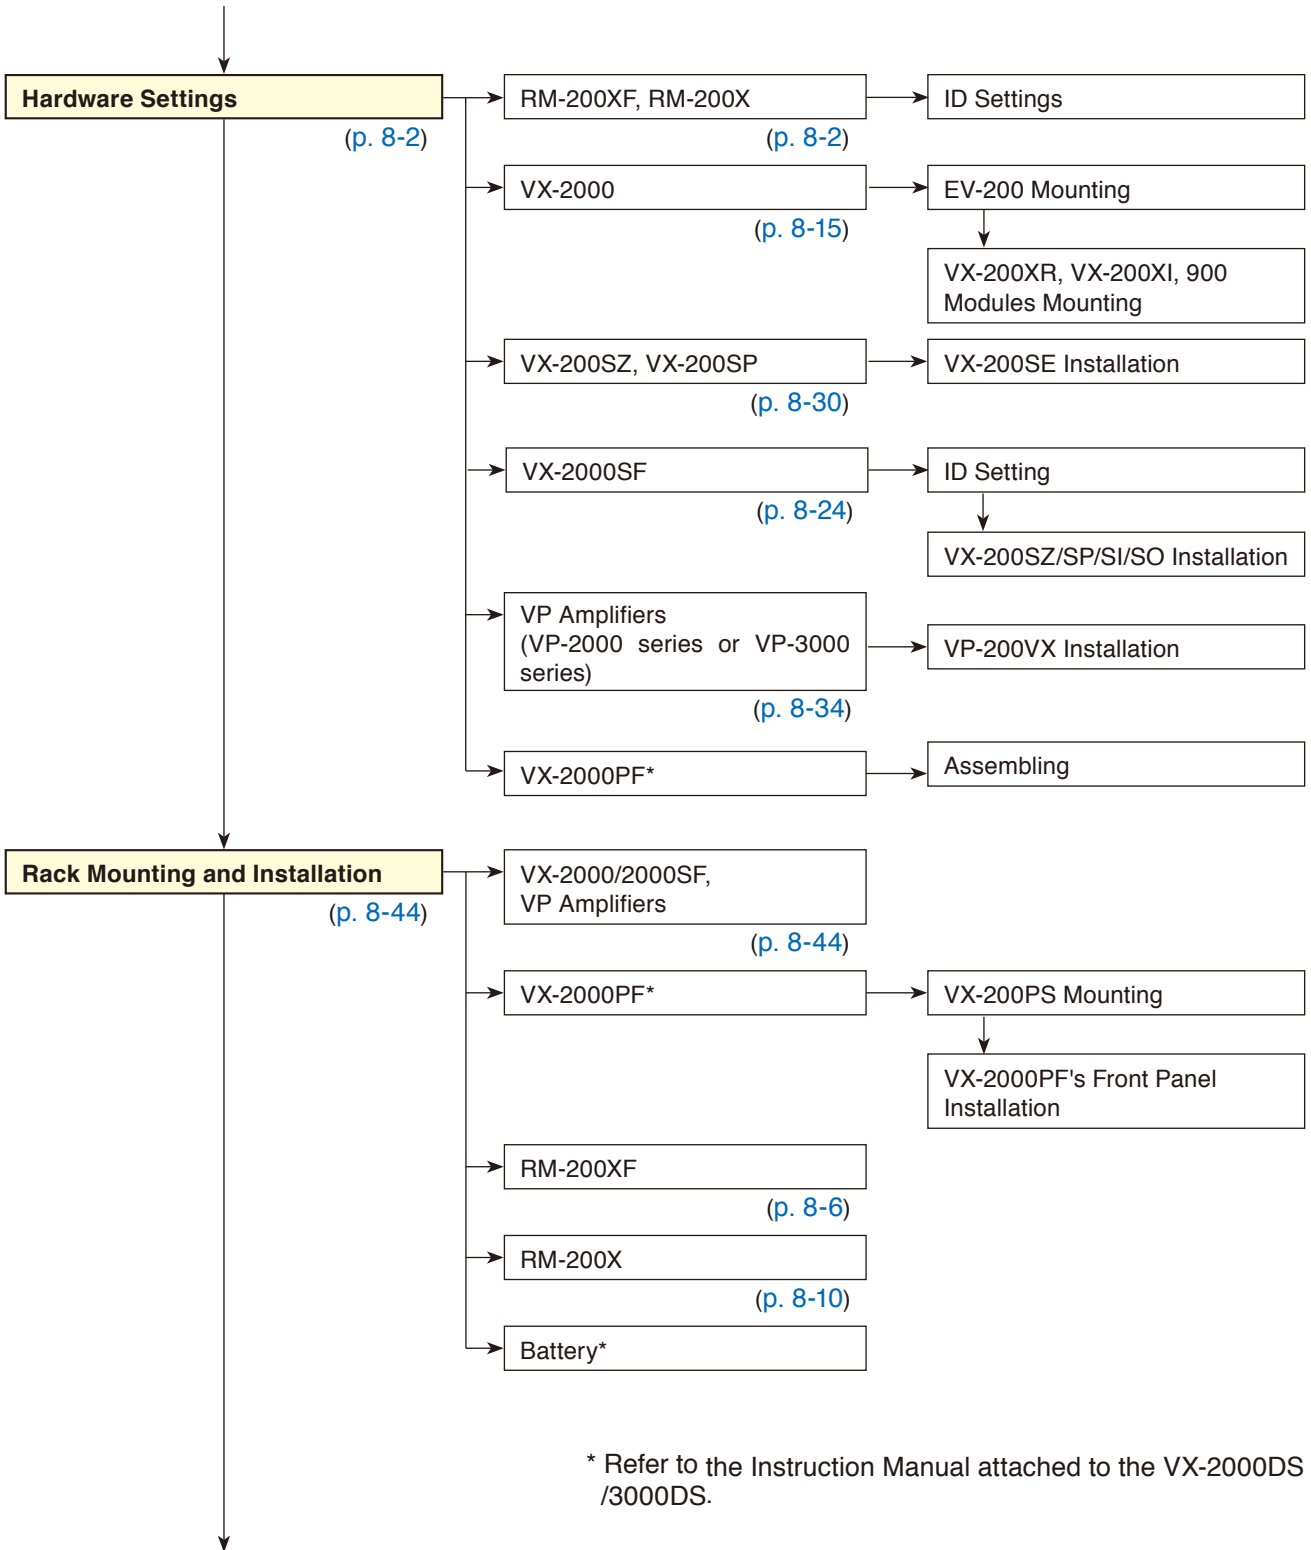 Hardware Settings
(p. 8-2)
RM-200XF, RM-200X
(p. 8-2)
ID Settings
VX-2000
(p. 8-15)
EV-200 Mounting
VX-200XR, VX-200XI, 900
Modules Mounting
VX-200SZ, VX-200SP
(p. 8-30)
VX-200SE Installation
VX-2000SF
(p. 8-24)
ID Setting
VX-200SZ/SP/SI/SO Installation
VP Amplifiers
(VP-2000 series or VP-3000
series)
(p. 8-34)
VP-200VX Installation
VX-2000PF*
Assembling
Rack Mounting and Installation
(p. 8-44)
VX-2000/2000SF,
VP Amplifiers
(p. 8-44)
VX-2000PF*
VX-200PS Mounting
VX-2000PF's Front Panel
Installation
RM-200XF
(p. 8-6)
RM-200X
(p. 8-10)
Battery*
* Refer to the Instruction Manual attached to the VX-2000DS
/3000DS.